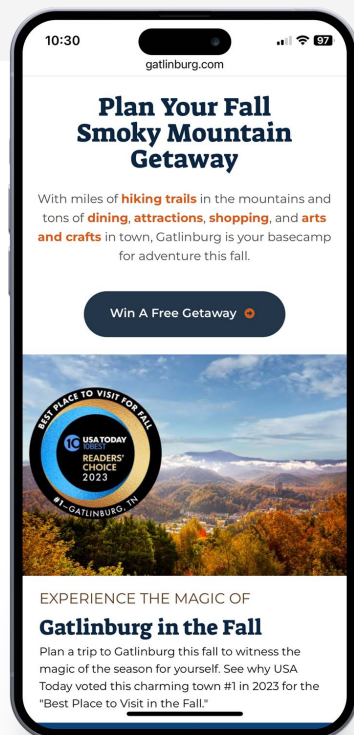 10:30
97
gatlinburg.com
Plan Your Fall
Smoky Mountain
Getaway
With miles of hiking trails in the mountains and
tons of dining, attractions, shopping, and arts
and crafts in town, Gatlinburg is your basecamp
for adventure this fall.
Win A Free Getaway
BEST PLACE TO VISIT FOR FALL
10 USA TODAY
10BEST
READERS'
CHOICE
2023
#1–GATLINBURG, TN
EXPERIENCE THE MAGIC OF
Gatlinburg in the Fall
Plan a trip to Gatlinburg this fall to witness the
magic of the season for yourself. See why USA
Today voted this charming town #1 in 2023 for the
"Best Place to Visit in the Fall."